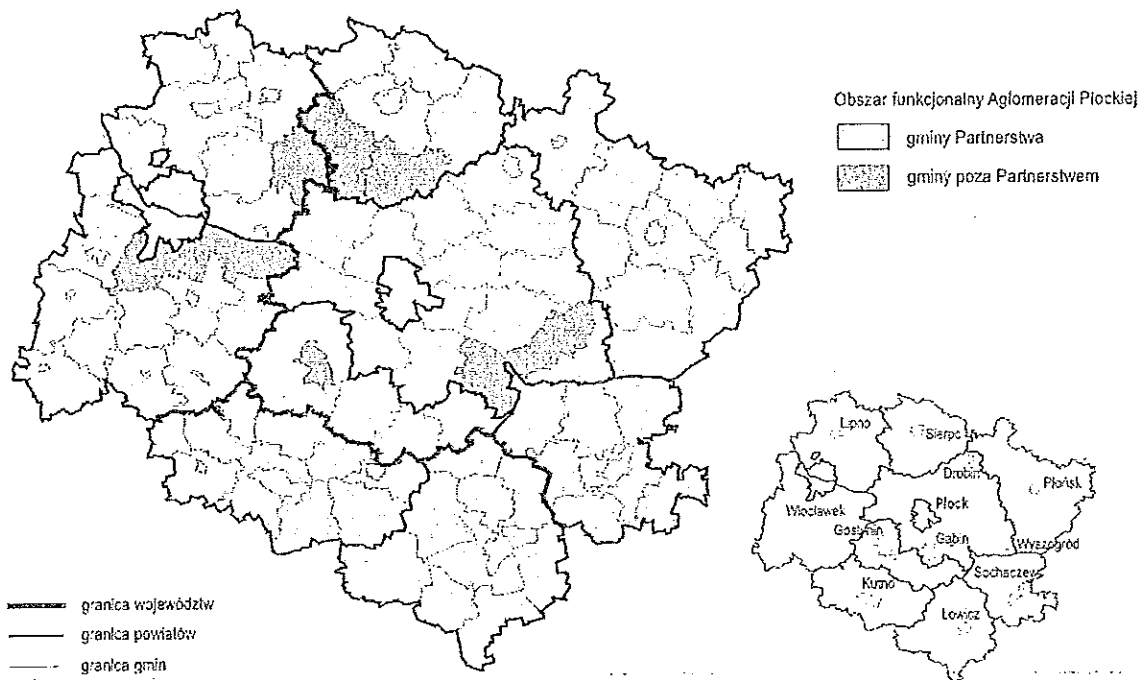 Obszar funkcjonalny Aglomeracji Płockiej
gminy Partnerstwa
gminy poza Partnerstwem
Lipno
Sierpc
Drobin
Płońsk
Płock
Włocławek
Gostynin
Gąbin
Wyszogród
Sochaczew
Kutno
Łowicz
granica województw
granica powiatów
granica gmin